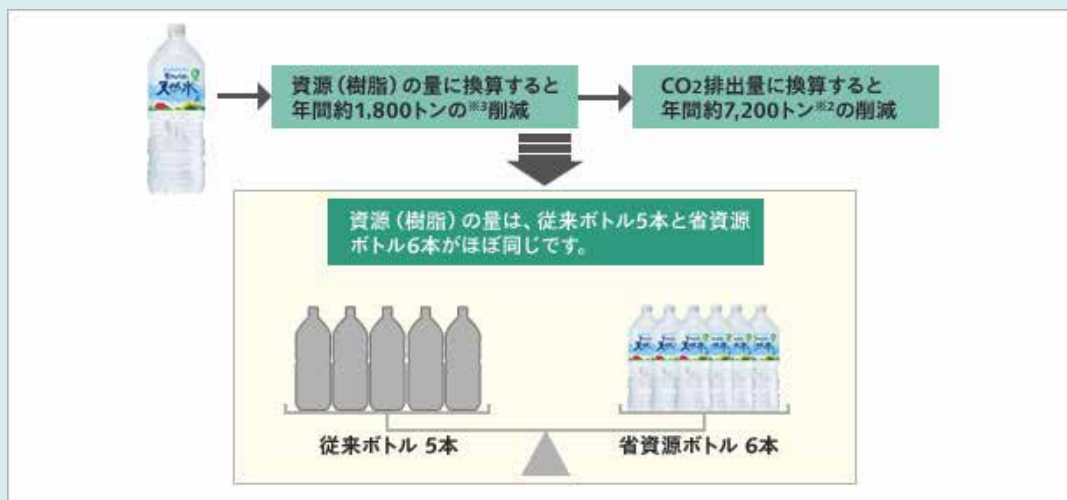 天然水
資源（樹脂）の量に換算すると
年間約1,800トンの※3削減
CO2排出量に換算すると
年間約7,200トン※2の削減
資源（樹脂）の量は、従来ボトル5本と省資源
ボトル6本がほぼ同じです。
従来ボトル 5本
省資源ボトル 6本